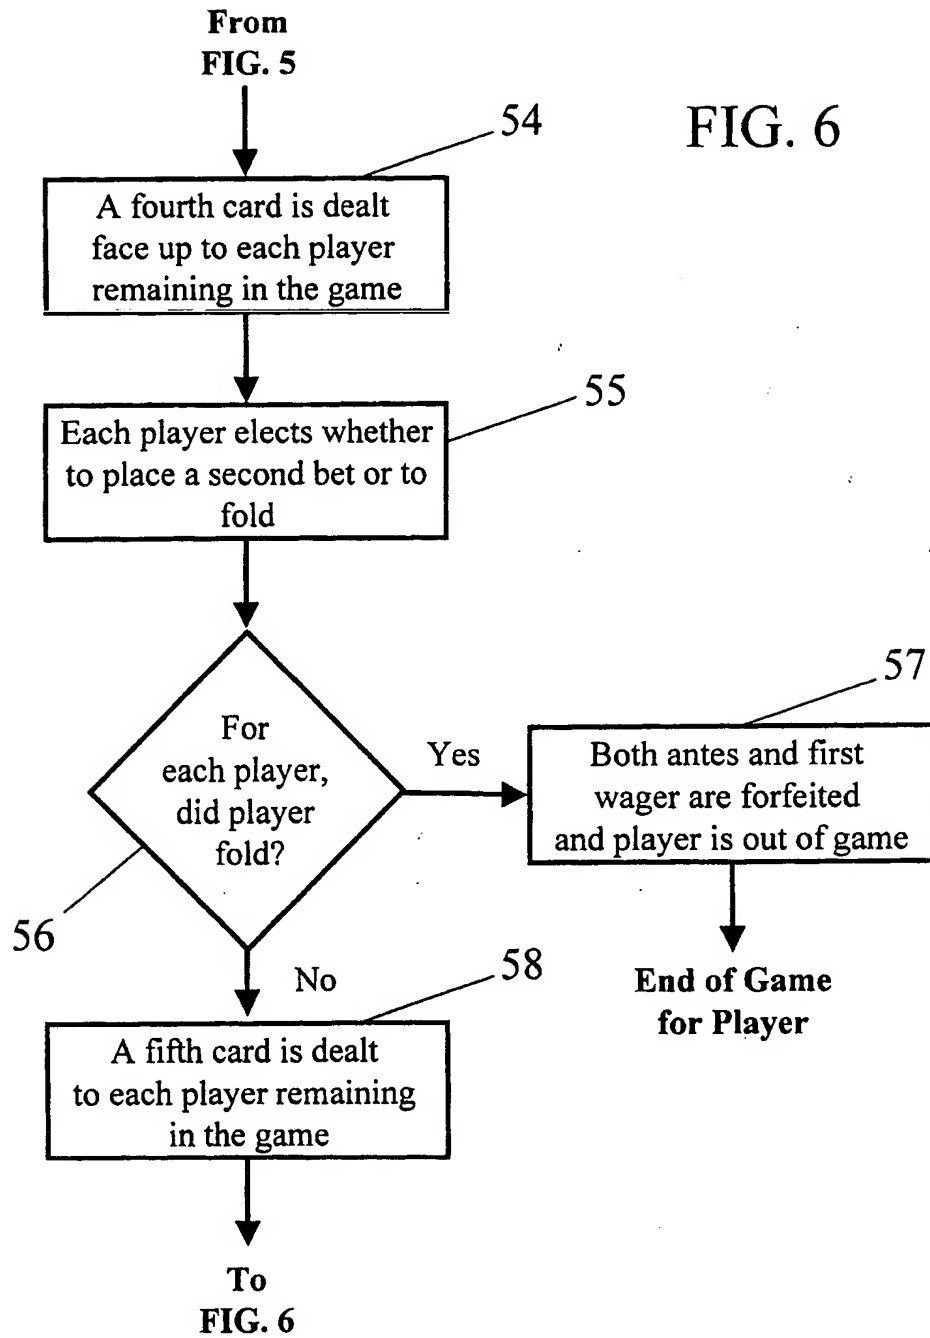 From
FIG. 5
FIG. 6
54
A fourth card is dealt
face up to each player
remaining in the game
55
Each player elects whether
to place a second bet or to
fold
For
each player,
did player
fold?
56
Yes
57
Both antes and first
wager are forfeited
and player is out of game
End of Game
for Player
No
58
A fifth card is dealt
to each player remaining
in the game
To
FIG. 6